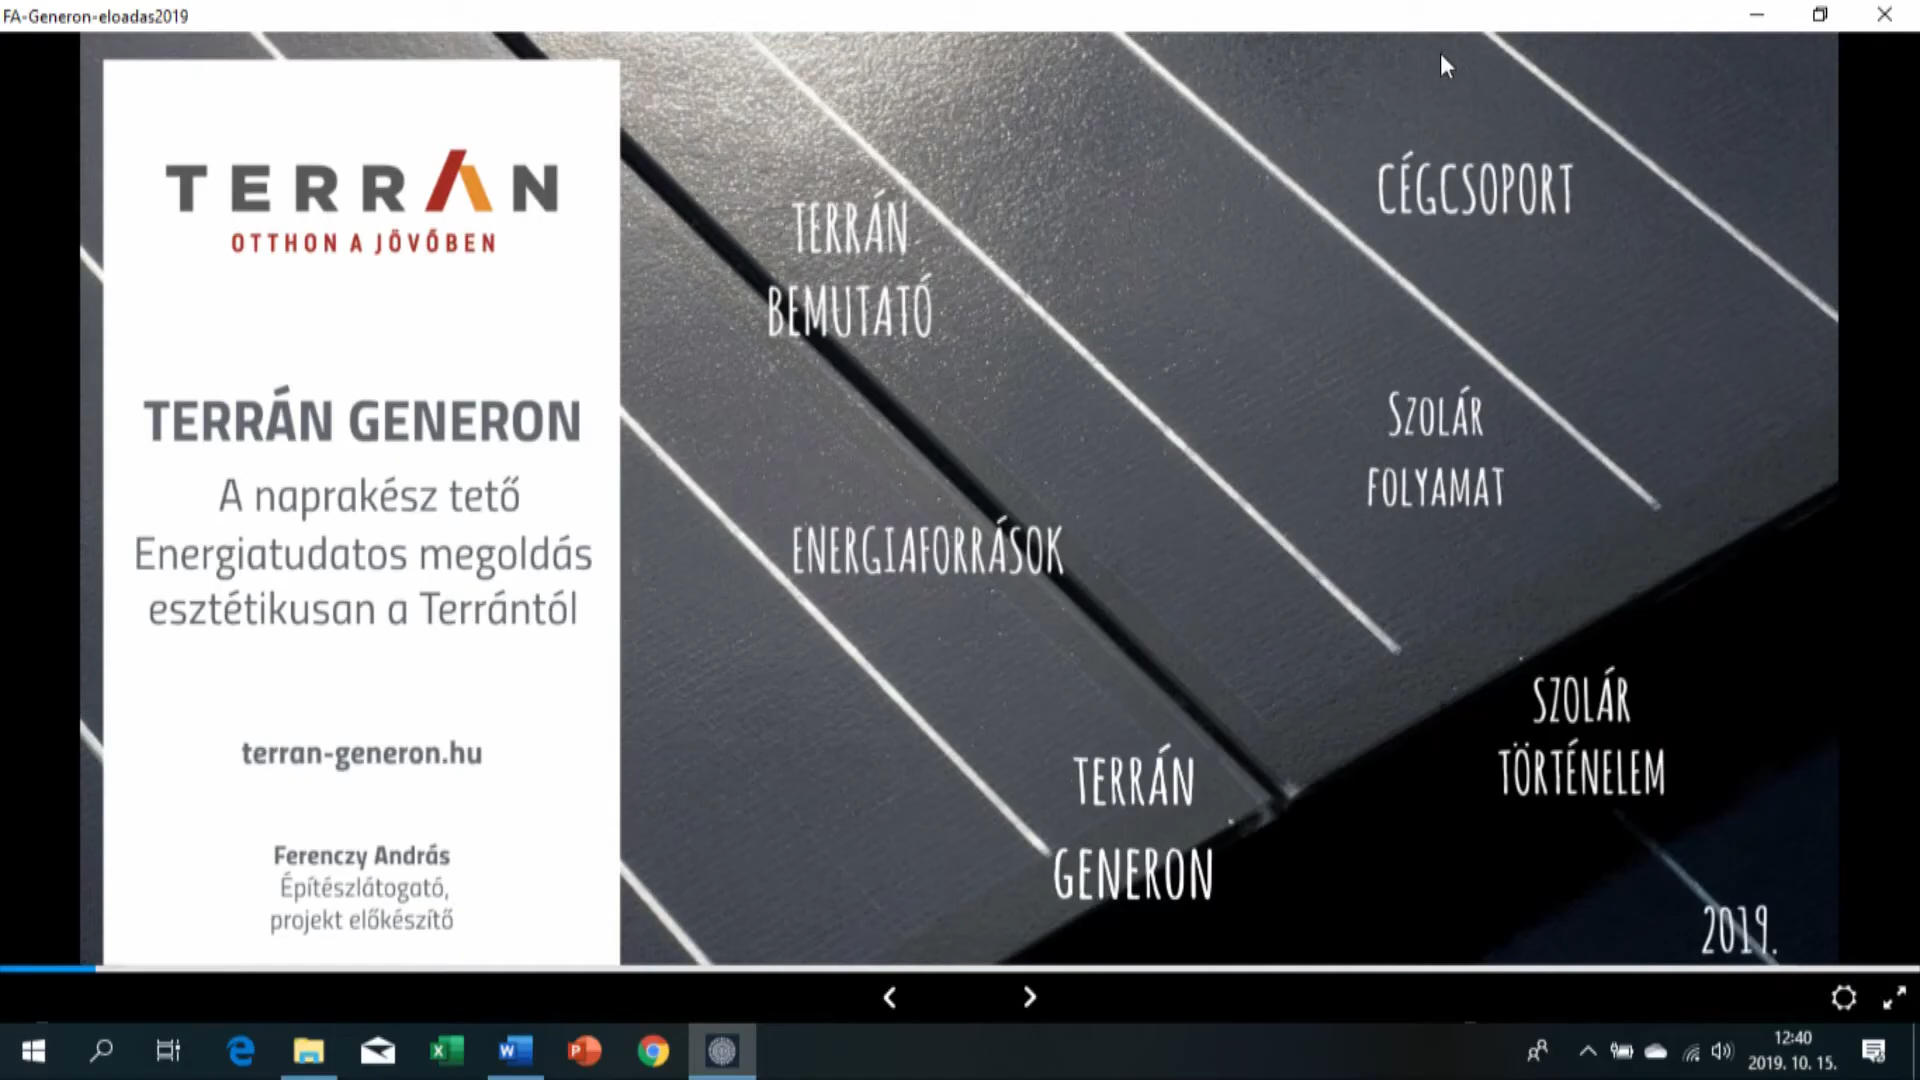 FA-Generon-eloadas2019
TERRÁN
OTTHON A JÖVŐBEN
TERRÁN GENERON
A naprakész tető
Energiatudatos megoldás
esztétikusan a Terrántól
terran-generon.hu
Ferenczy András
Építészlátogató,
projekt előkészítő
TERRÁN
BEMUTATÓ
CÉGCSOPORT
SZOLÁR
FOLYAMAT
ENERGIAFORRÁSOK
SZOLÁR
TÖRTÉNELEM
TERRÁN
GENERON
2019.
12:40
2019. 10. 15.